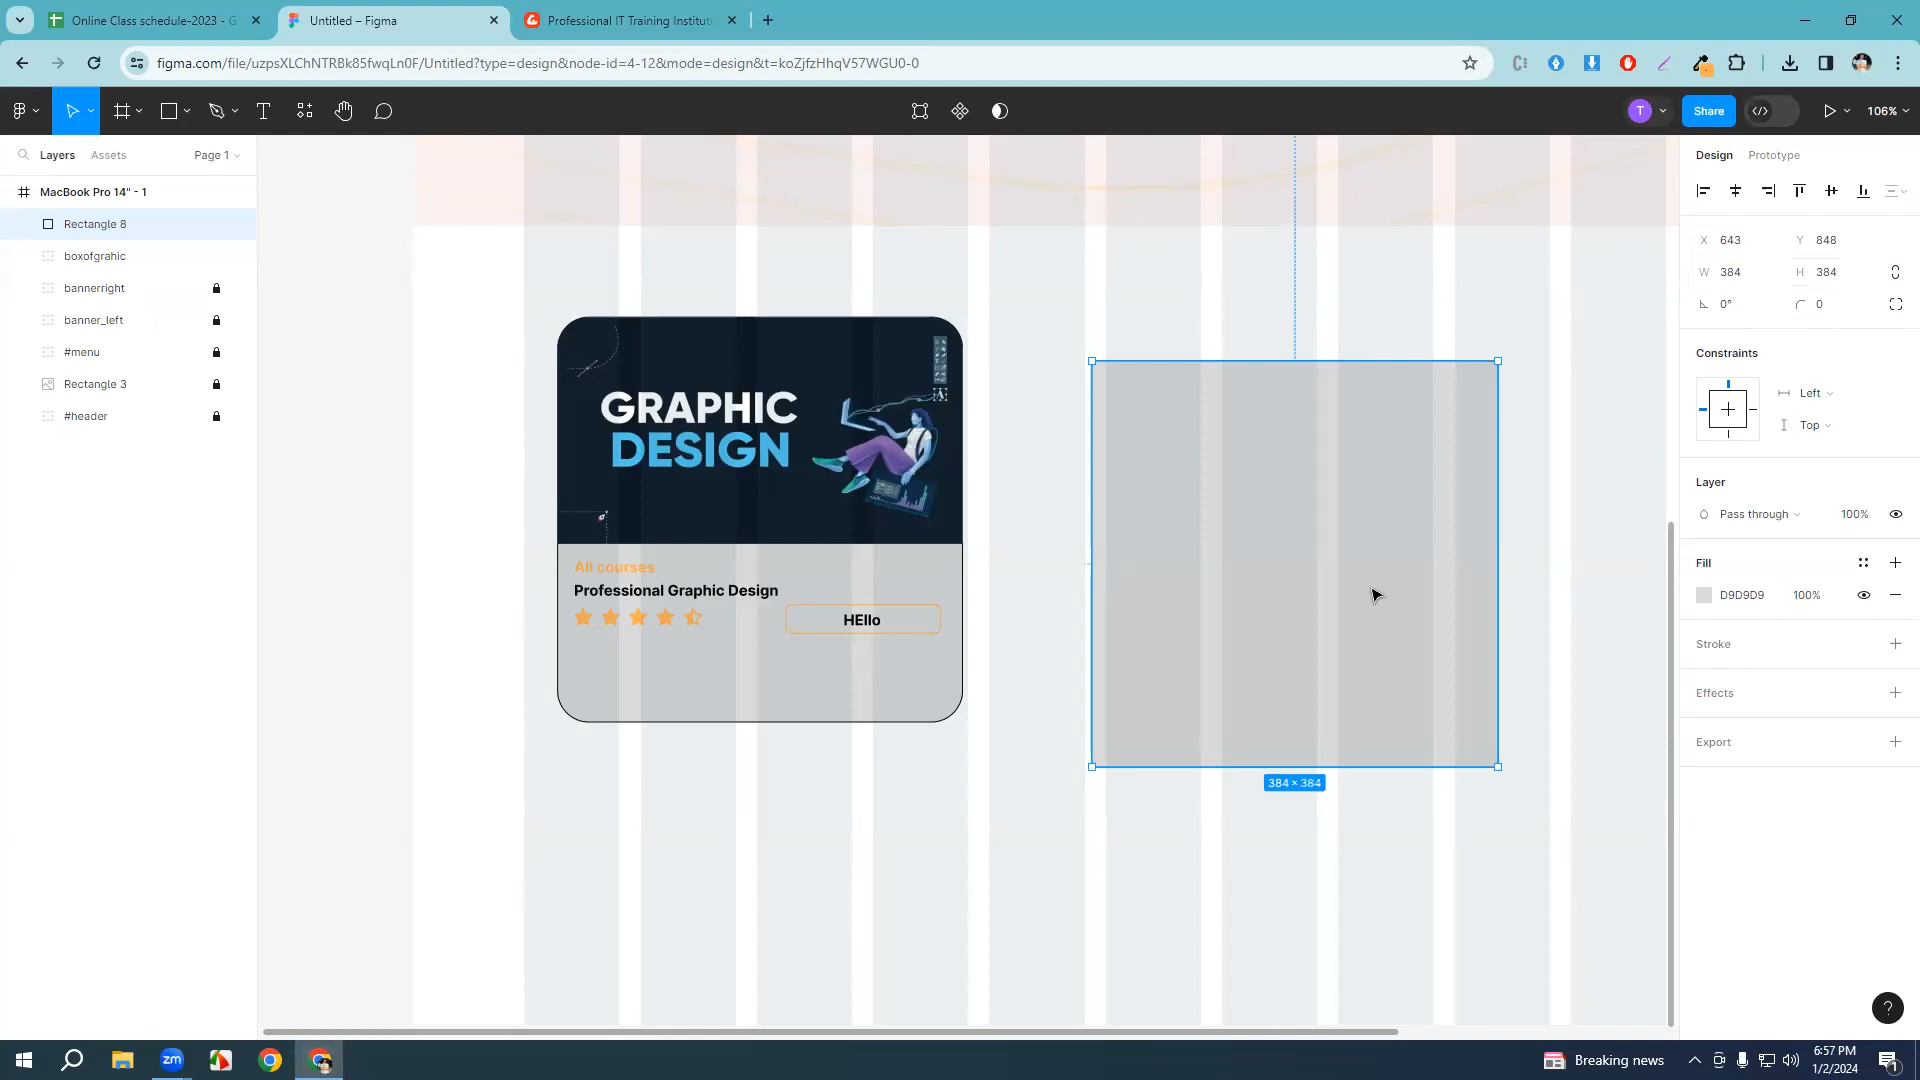 Online Class schedule-2023 - G
Untitled – Figma
Professional IT Training Institute
figma.com/file/uzpsXLChNTRBk85fwqLn0F/Untitled?type=design&node-id=4-12&mode=design&t=koZjfzHhqV57WGU0-0
T
Share
106%
Layers
Assets
Page 1
Design
Prototype
MacBook Pro 14" - 1
Rectangle 8
boxofgrahic
bannerright
banner_left
#menu
Rectangle 3
#header
X 643
Y 848
W 384
H 384
0°
0
Constraints
Left
Top
Layer
Pass through
100%
Fill
D9D9D9
100%
Stroke
Effects
Export
GRAPHIC
DESIGN
All courses
Professional Graphic Design
HEllo
384 × 384
?
zm
Breaking news
6:57 PM
1/2/2024
1